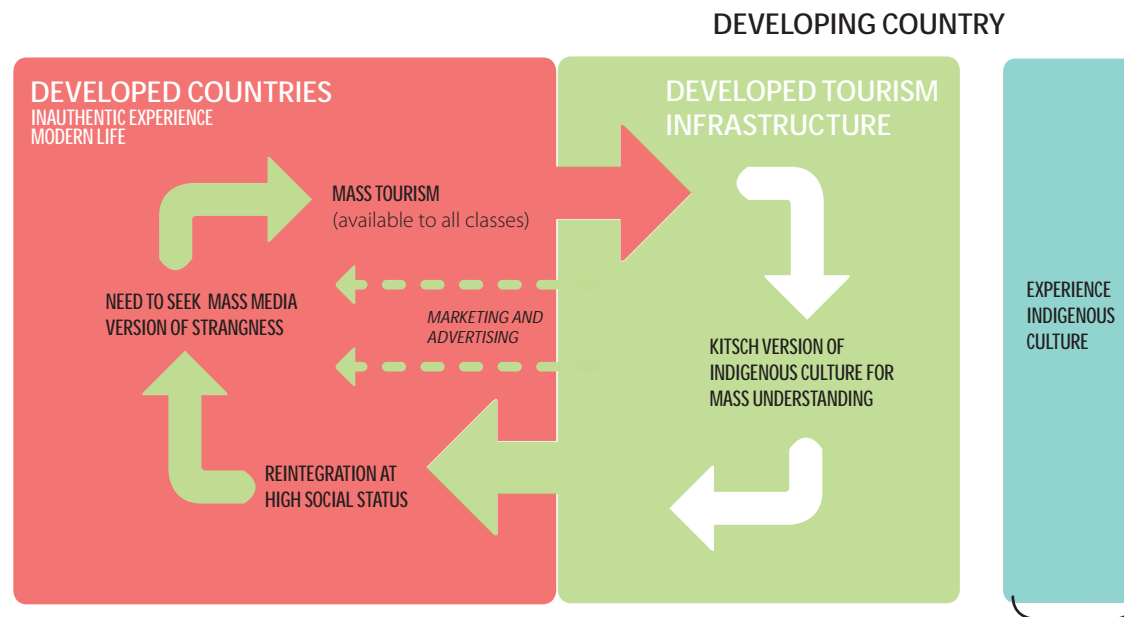 DEVELOPING COUNTRY
DEVELOPED COUNTRIES
INAUTHENTIC EXPERIENCE
MODERN LIFE
DEVELOPED TOURISM
INFRASTRUCTURE
MASS TOURISM
(available to all classes)
NEED TO SEEK MASS MEDIA
VERSION OF STRANGNESS
MARKETING AND
ADVERTISING
KITSCH VERSION OF
INDIGENOUS CULTURE FOR
MASS UNDERSTANDING
REINTEGRATION AT
HIGH SOCIAL STATUS
EXPERIENCE
INDIGENOUS
CULTURE